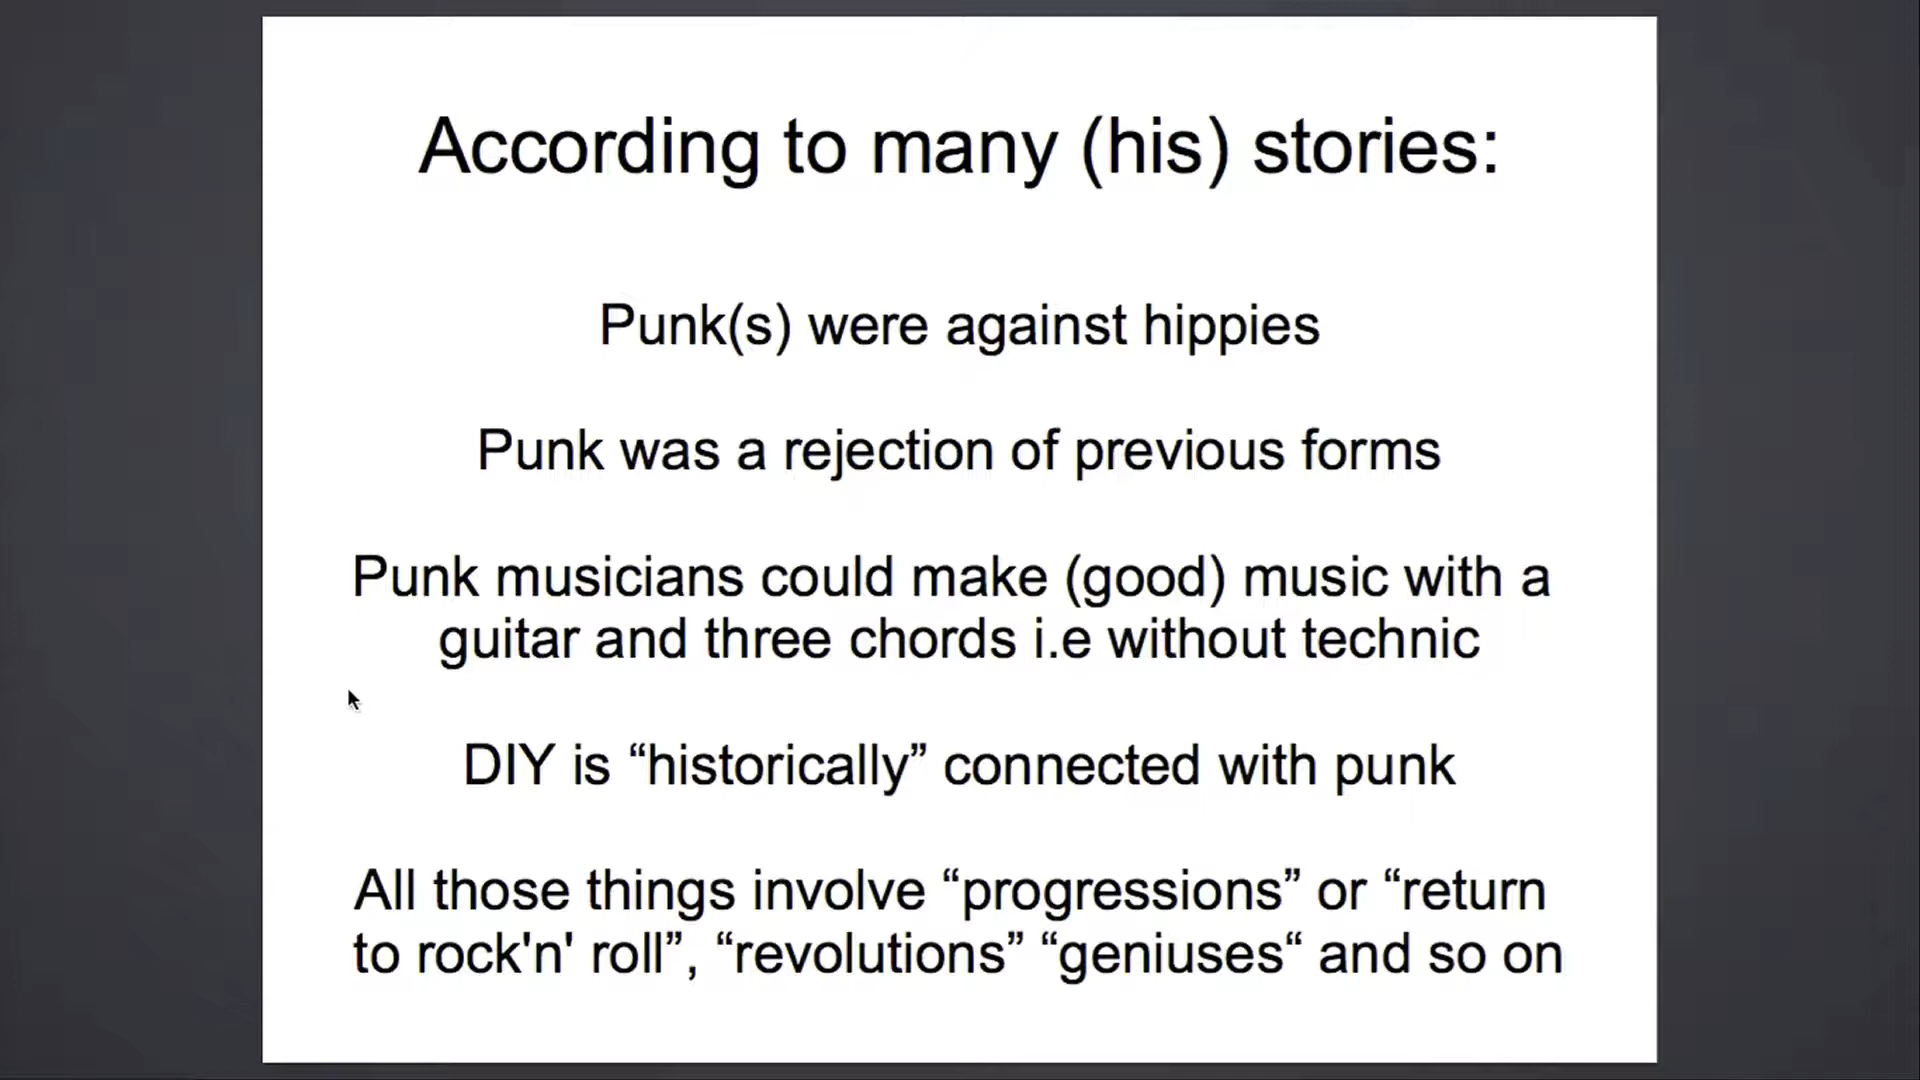 According to many (his) stories:
Punk(s) were against hippies
Punk was a rejection of previous forms
Punk musicians could make (good) music with a
guitar and three chords i.e without technic
DIY is “historically” connected with punk
All those things involve “progressions” or “return
to rock'n' roll”, “revolutions” “geniuses“ and so on